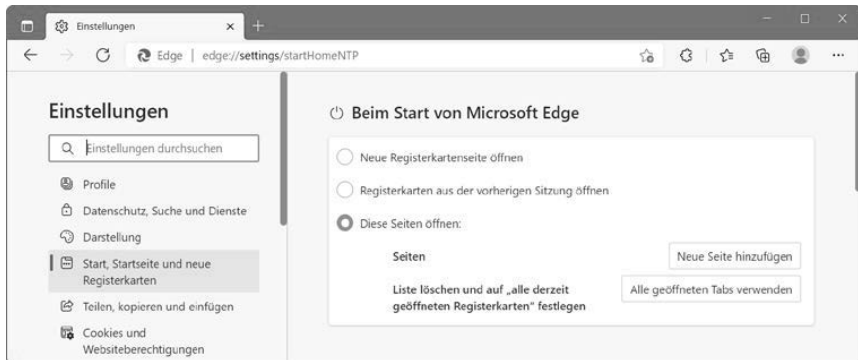 Einstellungen
Edge | edge://settings/startHomeNTP
Einstellungen
Einstellungen durchsuchen
Profile
Datenschutz, Suche und Dienste
Darstellung
Start, Startseite und neue
Registerkarten
Teilen, kopieren und einfügen
Cookies und
Websiteberechtigungen
Beim Start von Microsoft Edge
Neue Registerkartenseite öffnen
Registerkarten aus der vorherigen Sitzung öffnen
Diese Seiten öffnen:
Seiten
Neue Seite hinzufügen
Liste löschen und auf „alle derzeit
geöffneten Registerkarten“ festlegen
Alle geöffneten Tabs verwenden